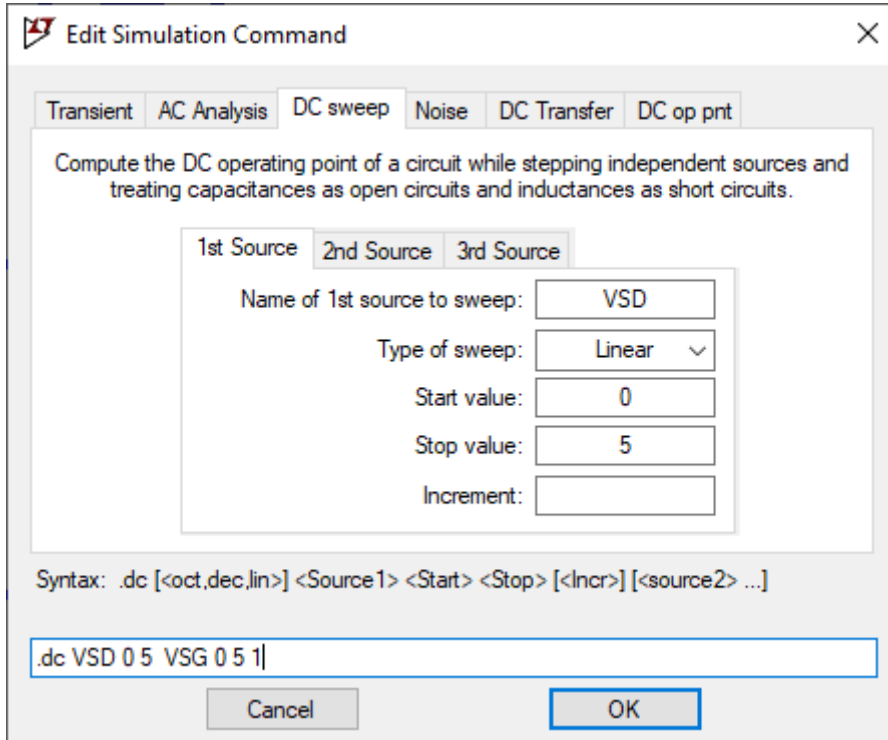 Edit Simulation Command
Transient AC Analysis DC sweep Noise DC Transfer DC op pnt
Compute the DC operating point of a circuit while stepping independent sources and
treating capacitances as open circuits and inductances as short circuits.
1st Source 2nd Source 3rd Source
Name of 1st source to sweep: VSD
Type of sweep: Linear
Start value: 0
Stop value: 5
Increment:
Syntax: .dc [<oct,dec,lin>] <Source1> <Start> <Stop> [<Incr>] [<source2> ...]
.dc VSD 0 5  VSG 0 5 1
Cancel OK